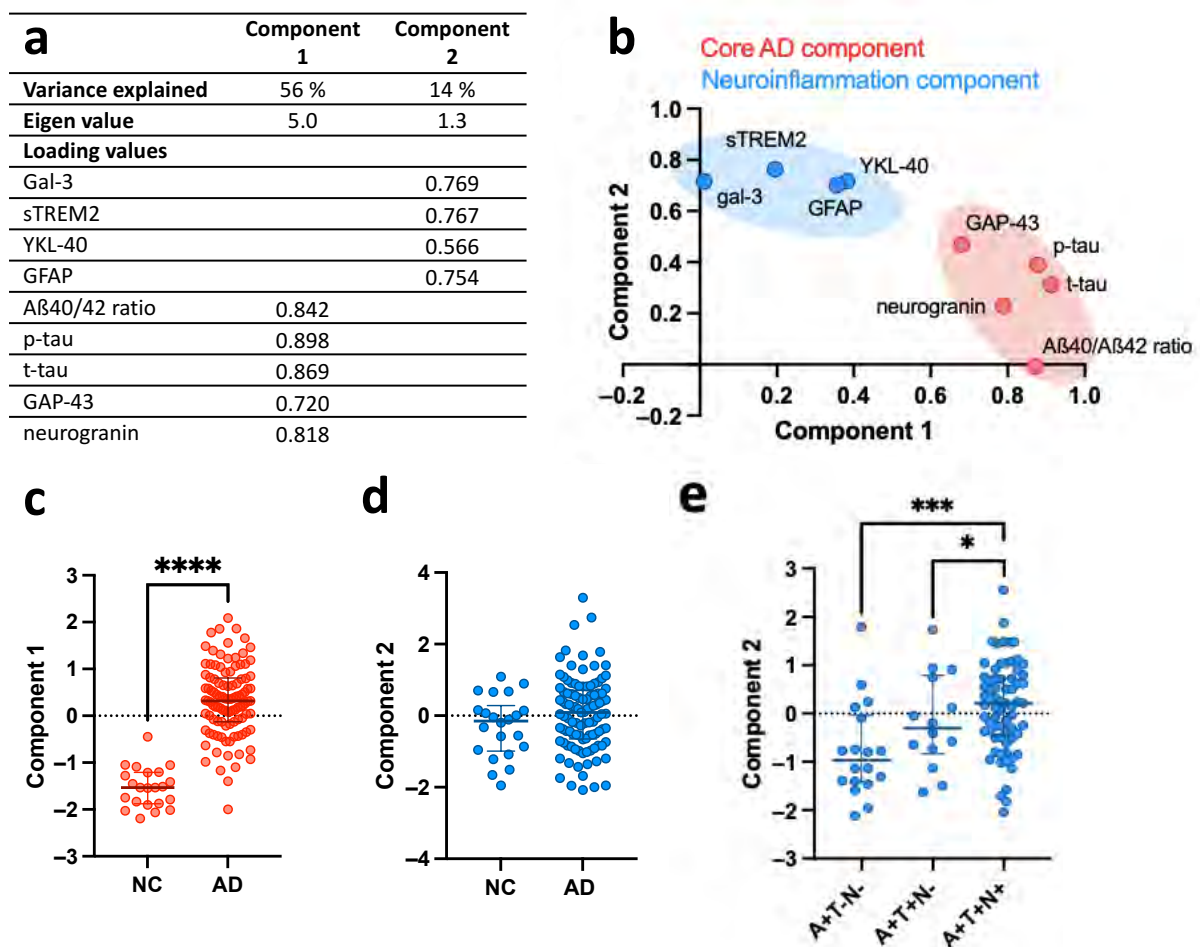 a
Component 1 Component 2
Variance explained 56 % 14 %
Eigen value 5.0 1.3
Loading values
Gal-3 0.769
sTREM2 0.767
YKL-40 0.566
GFAP 0.754
Aß40/42 ratio 0.842
p-tau 0.898
t-tau 0.869
GAP-43 0.720
neurogranin 0.818
b
Core AD component
Neuroinflammation component
1.0
0.8
0.6
0.4
0.2
−0.2
−0.2 0.2 0.4 0.6 0.8 1.0
Component 2
Component 1
sTREM2
YKL-40
gal-3
GFAP
GAP-43
p-tau
t-tau
neurogranin
Aß40/Aß42 ratio
c
****
3
2
1
0
−1
−2
−3
Component 1
NC AD
d
4
2
0
−2
−4
Component 2
NC AD
e
***
*
3
2
1
0
−1
−2
−3
Component 2
A+T-N-
A+T+N-
A+T+N+